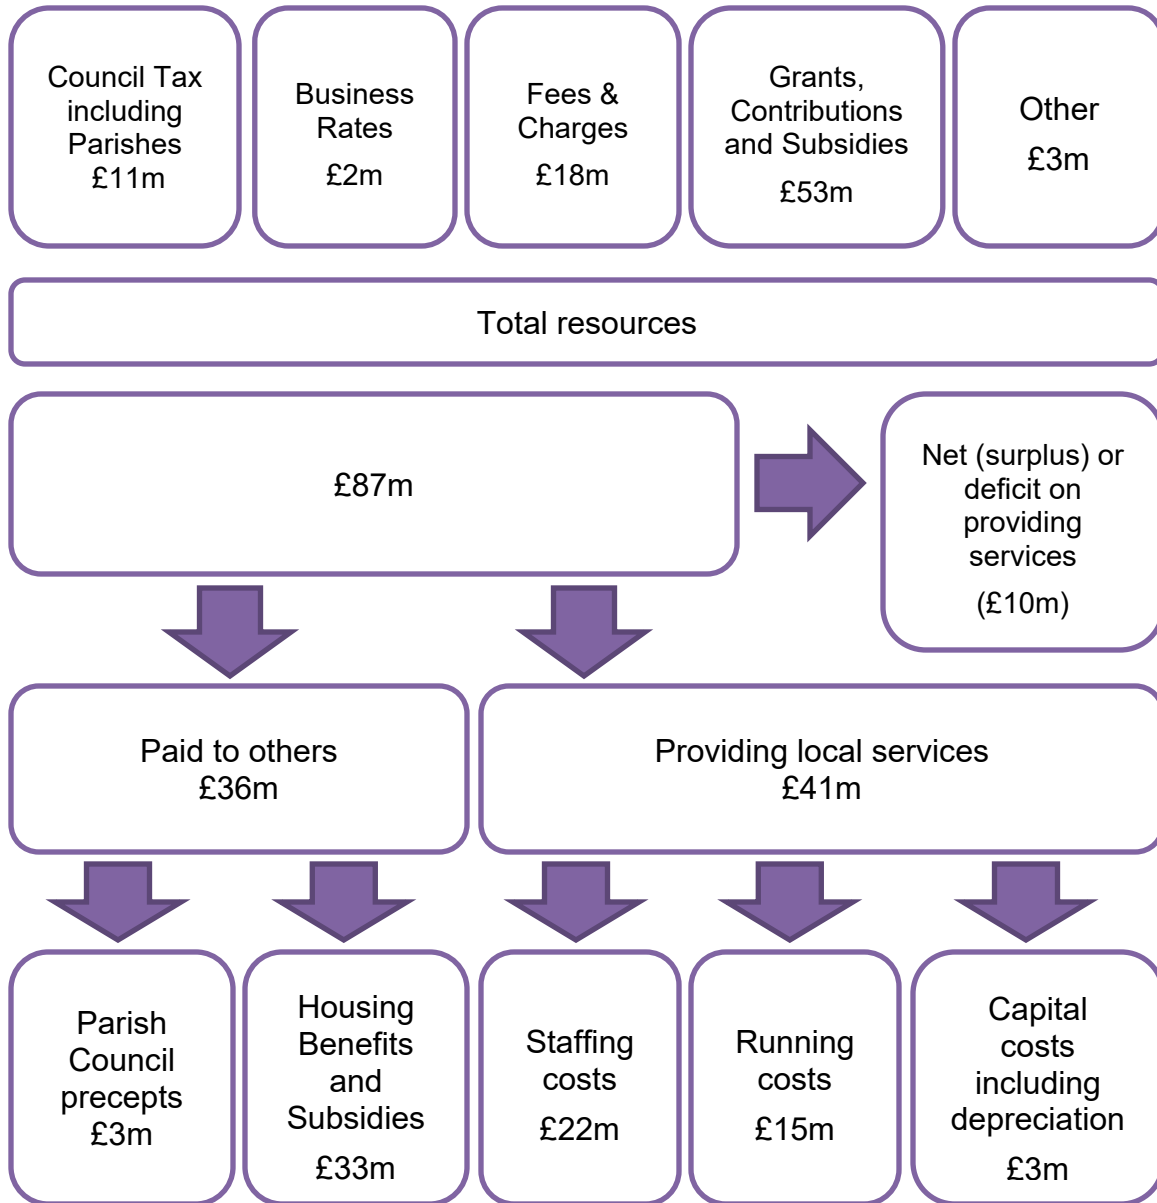 Council Tax
including
Parishes
£11m
Business
Rates
£2m
Fees &
Charges
£18m
Grants,
Contributions
and Subsidies
£53m
Other
£3m
Total resources
£87m
Net (surplus) or
deficit on
providing
services
(£10m)
Paid to others
£36m
Providing local services
£41m
Parish
Council
precepts
£3m
Housing
Benefits
and
Subsidies
£33m
Staffing
costs
£22m
Running
costs
£15m
Capital
costs
including
depreciation
£3m